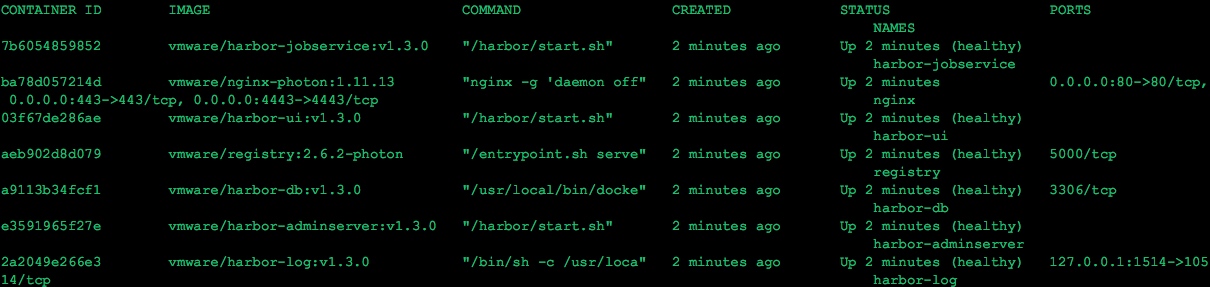 CONTAINER ID        IMAGE                              COMMAND                  CREATED             STATUS                   PORTS
                    NAMES
7b6054859852        vmware/harbor-jobservice:v1.3.0    "/harbor/start.sh"       2 minutes ago       Up 2 minutes (healthy)
                    harbor-jobservice
ba78d057214d        vmware/nginx-photon:1.11.13        "nginx -g 'daemon off"   2 minutes ago       Up 2 minutes             0.0.0.0:80->80/tcp,
 0.0.0.0:443->443/tcp, 0.0.0.0:4443->4443/tcp          nginx
03f67de286ae        vmware/harbor-ui:v1.3.0            "/harbor/start.sh"       2 minutes ago       Up 2 minutes (healthy)
                    harbor-ui
aeb902d8d079        vmware/registry:2.6.2-photon       "/entrypoint.sh serve"   2 minutes ago       Up 2 minutes (healthy)   5000/tcp
                    registry
a9113b34fcf1        vmware/harbor-db:v1.3.0            "/usr/local/bin/docke"   2 minutes ago       Up 2 minutes (healthy)   3306/tcp
                    harbor-db
e3591965f27e        vmware/harbor-adminserver:v1.3.0   "/harbor/start.sh"       2 minutes ago       Up 2 minutes (healthy)
                    harbor-adminserver
2a2049e266e3        vmware/harbor-log:v1.3.0           "/bin/sh -c /usr/loca"   2 minutes ago       Up 2 minutes (healthy)   127.0.0.1:1514->105
14/tcp              harbor-log